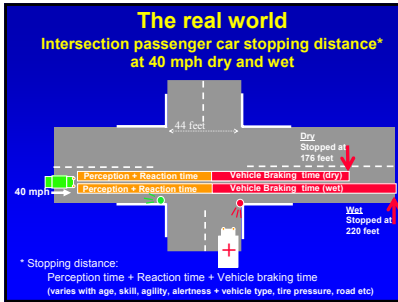 The real world
Intersection passenger car stopping distance*
at 40 mph dry and wet
44 feet
Dry
Stopped at
176 feet
Perception + Reaction time
Vehicle Braking time (dry)
40 mph
Perception + Reaction time
Vehicle Braking time (wet)
Wet
Stopped at
220 feet
* Stopping distance:
Perception time + Reaction time + Vehicle braking time
(varies with age, skill, agility, alertness + vehicle type, tire pressure, road etc)